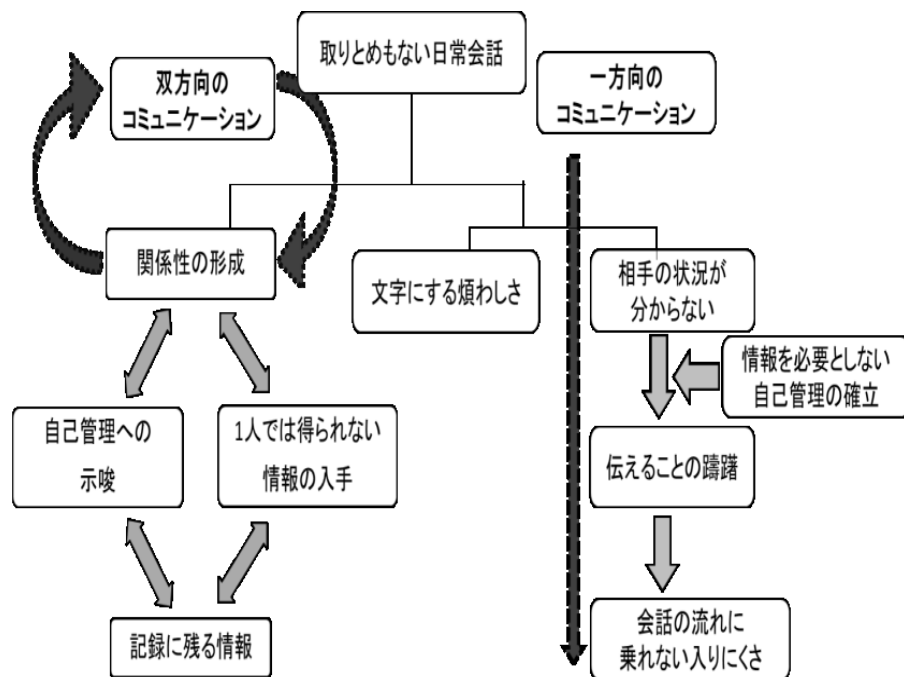 取りとめもない日常会話
双方向の
コミュニケーション
一方向の
コミュニケーション
関係性の形成
文字にする煩わしさ
相手の状況が
分からない
情報を必要としない
自己管理の確立
自己管理への
示唆
1人では得られない
情報の入手
伝えることの躊躇
記録に残る情報
会話の流れに
乗れない入りにくさ